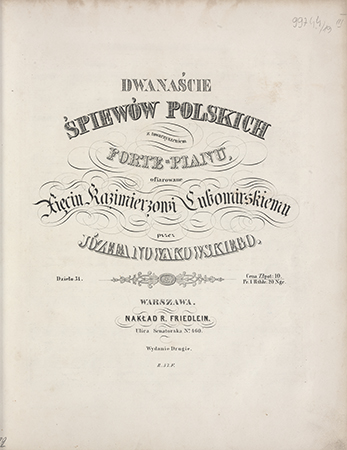 DWANAŚCIE
ŚPIEWÓW POLSKICH
z towarzyszeniem
FORTE=PIANU,
ofiarowane
Xięciu Kazimierzowi Lubomirskiemu
przez
JÓZEFA NOWAKOWSKIEGO.
Dzieło 31.
Cena Złpol: 10.
Pr. 1 Rthlr. 20 Ngr.
WARSZAWA.
NAKŁAD R. FRIEDLEIN.
Ulica Senatorska Nº 460.
Wydanie Drugie.